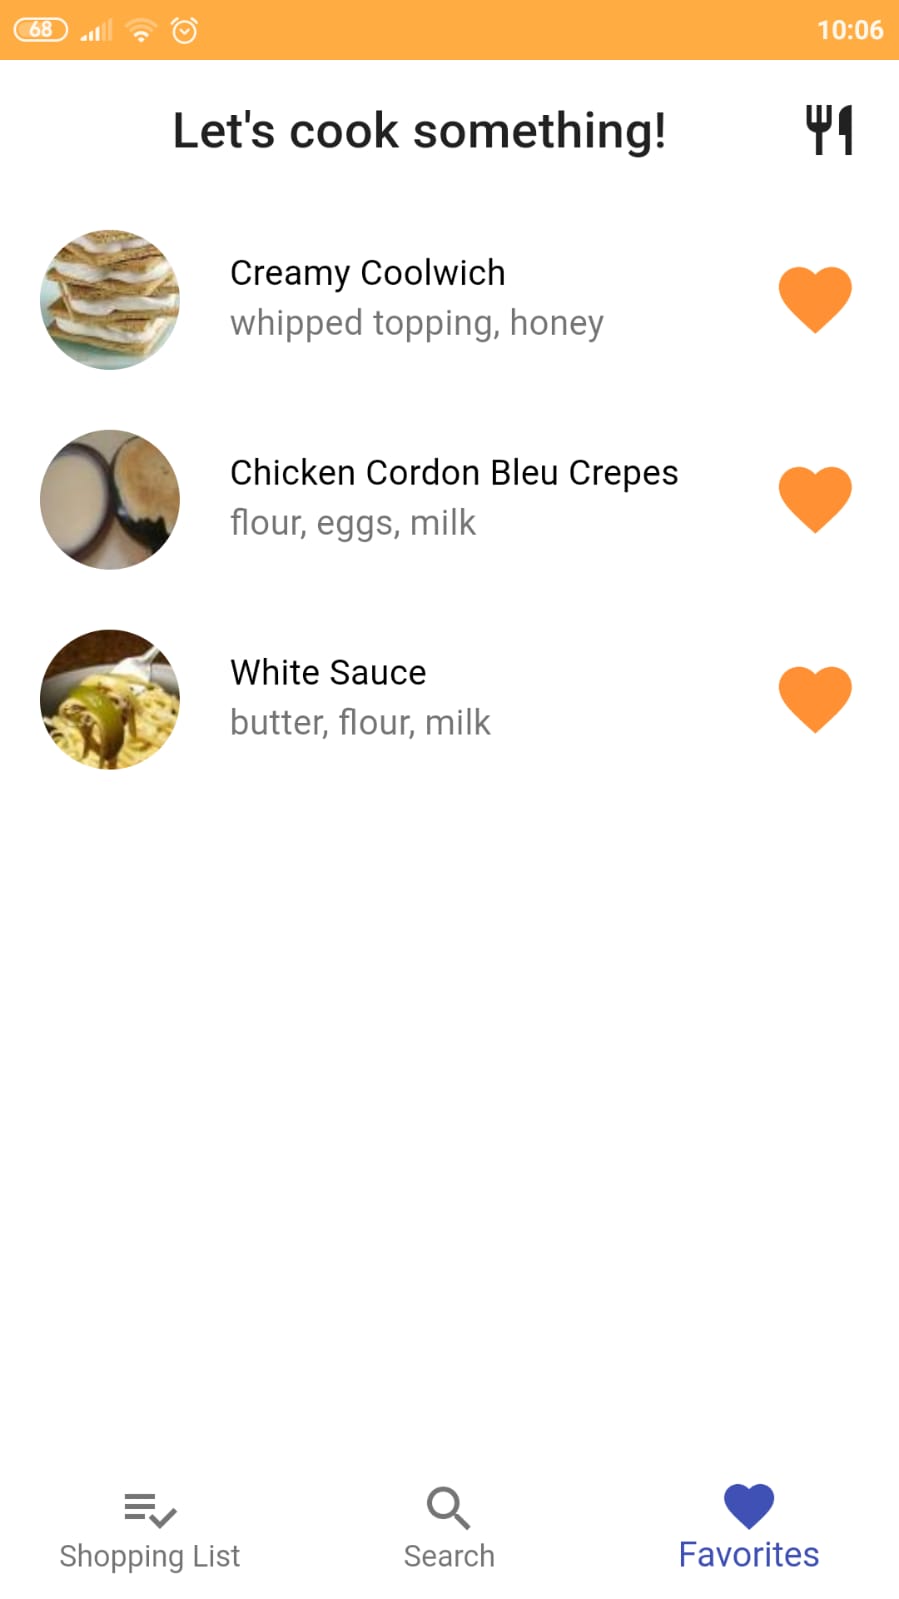 68
10:06
Let's cook something!
Creamy Coolwich
whipped topping, honey
Chicken Cordon Bleu Crepes
flour, eggs, milk
White Sauce
butter, flour, milk
Shopping List
Search
Favorites